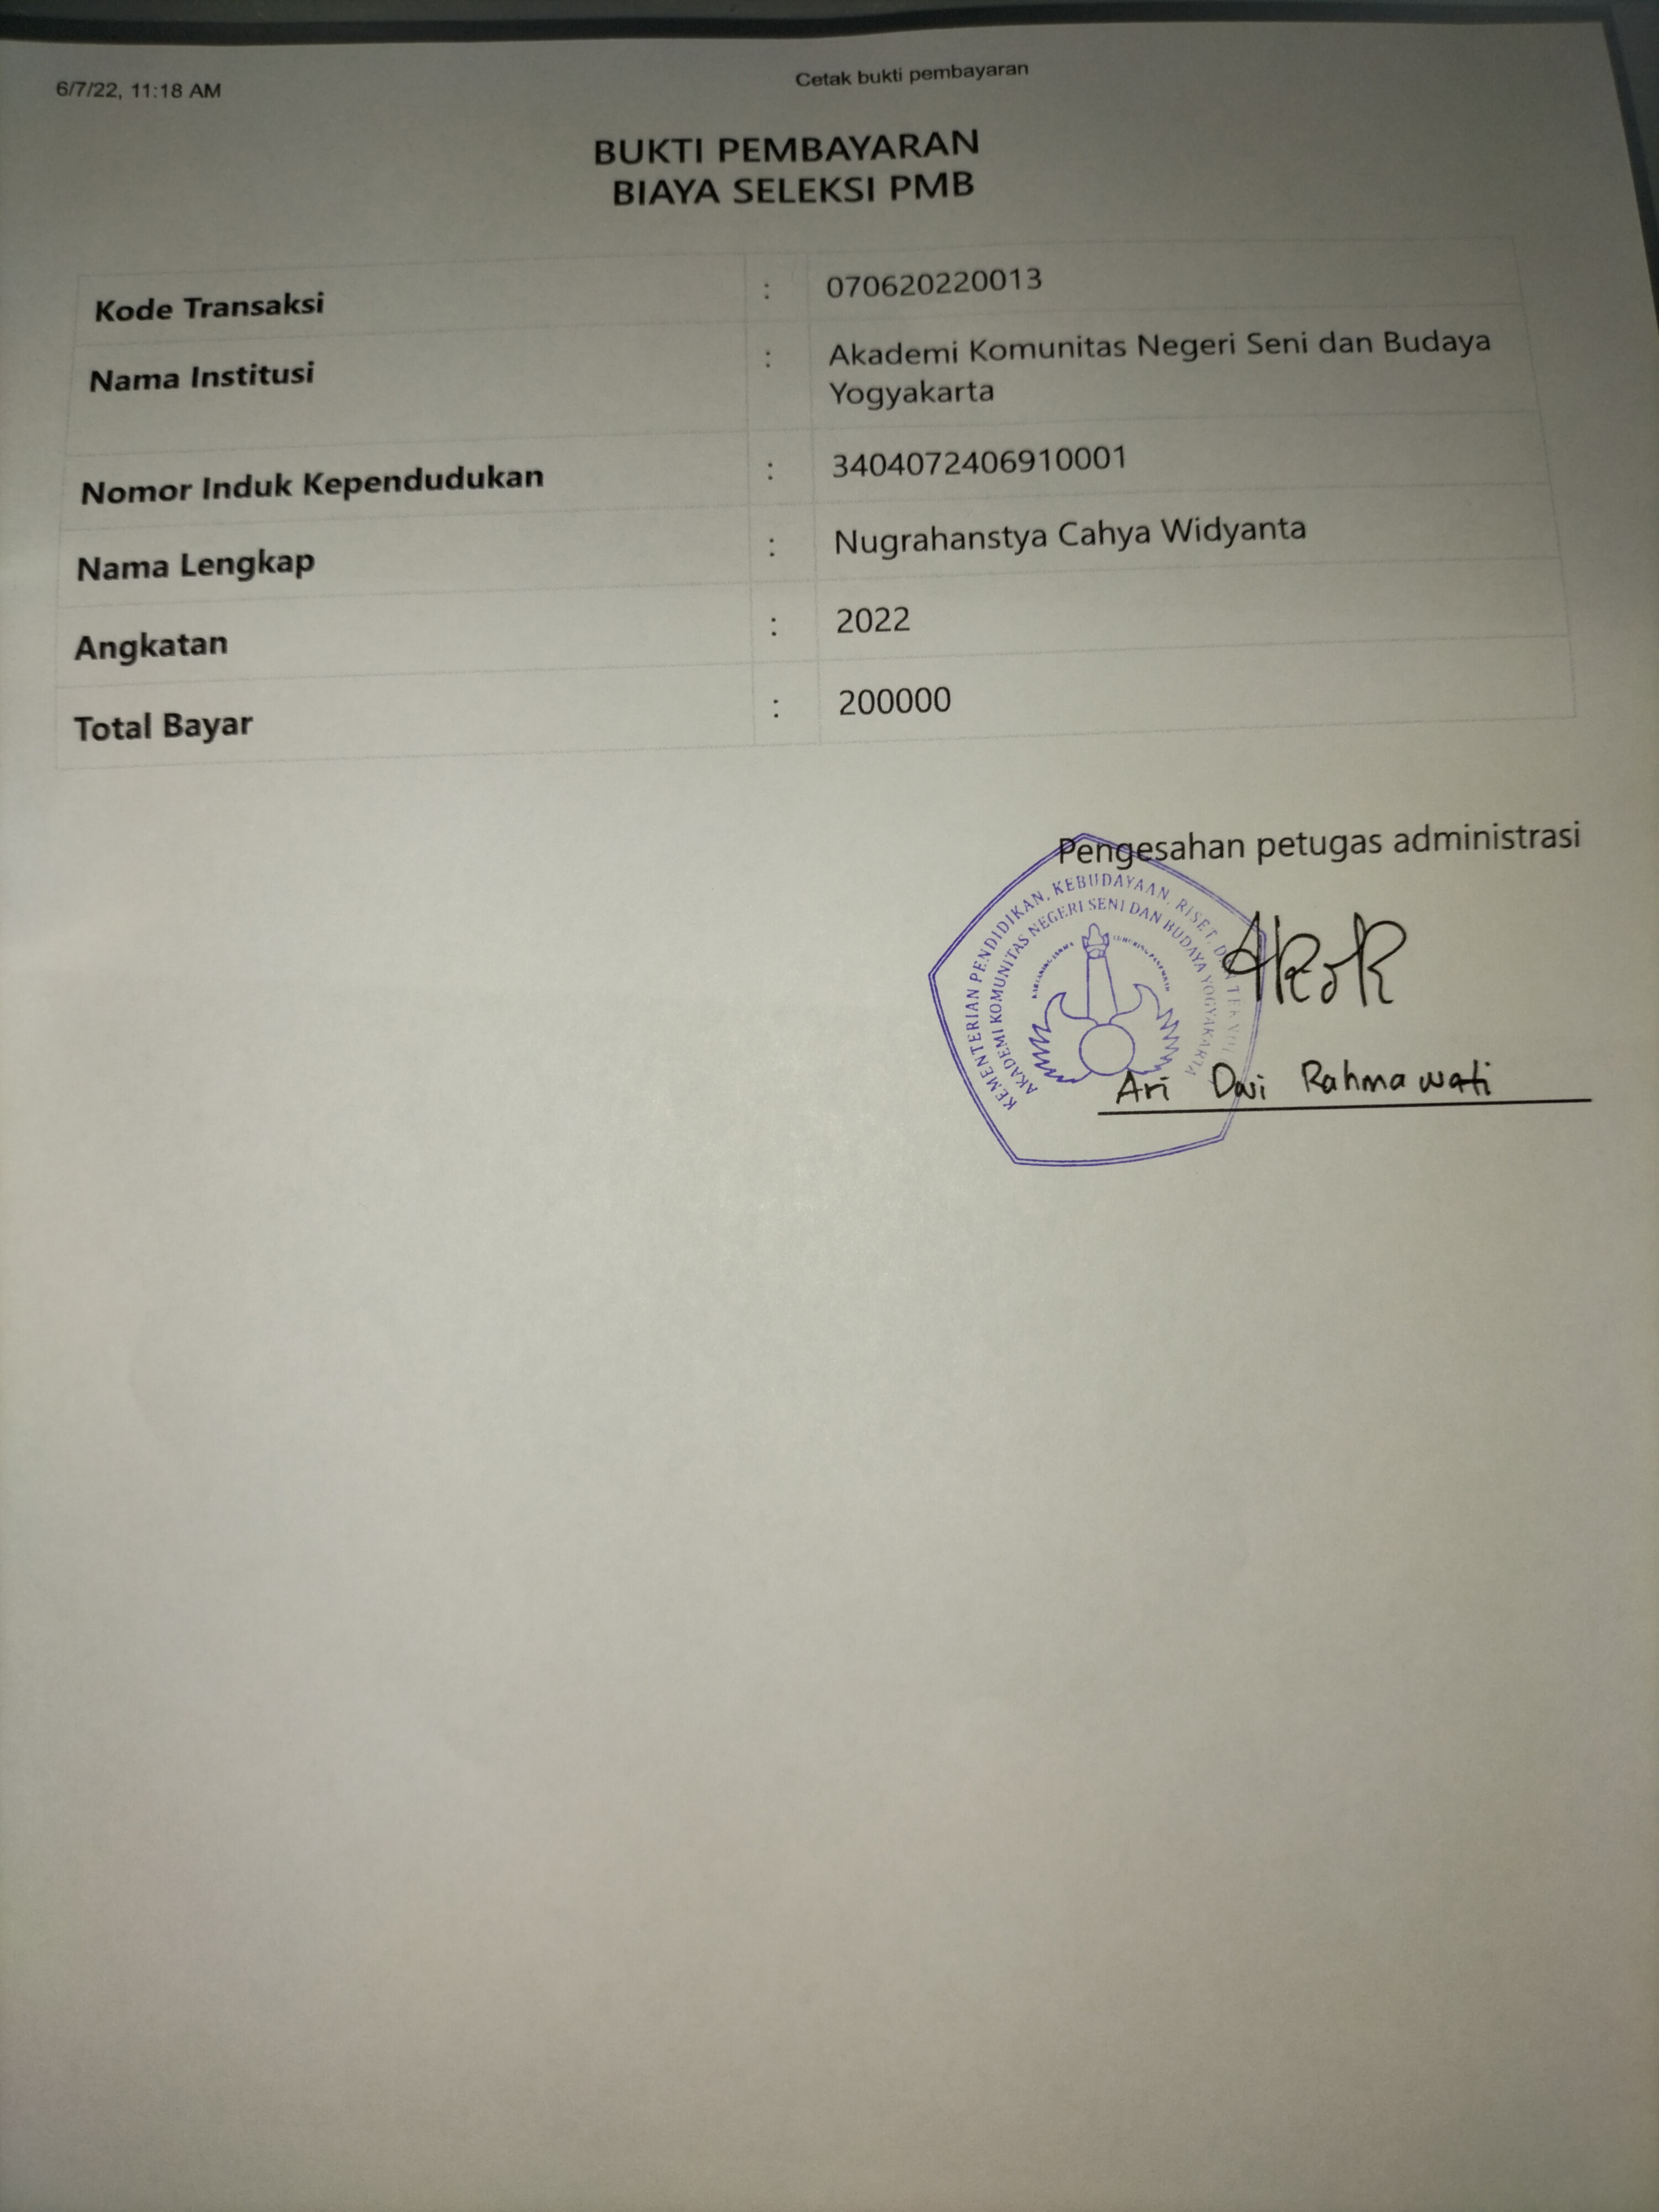 6/7/22, 11:18 AM
Cetak bukti pembayaran
BUKTI PEMBAYARAN
BIAYA SELEKSI PMB
Kode Transaksi : 070620220013
Nama Institusi : Akademi Komunitas Negeri Seni dan Budaya
Yogyakarta
Nomor Induk Kependudukan : 3404072406910001
Nama Lengkap : Nugrahanstya Cahya Widyanta
Angkatan : 2022
Total Bayar : 200000
Pengesahan petugas administrasi
KEMENTERIAN PENDIDIKAN, KEBUDAYAAN, RISET, DAN
AKADEMI KOMUNITAS NEGERI SENI DAN BUDAYA YOGYAKARTA
Ari Dwi Rahmawati